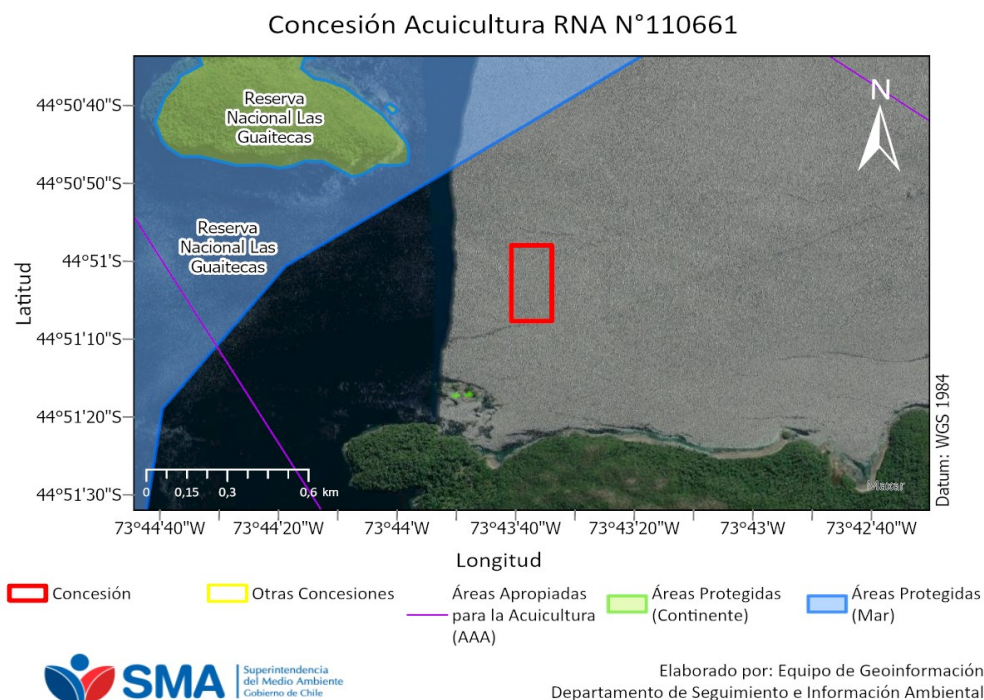 Concesión Acuicultura RNA N°110661
Reserva
Nacional Las
Guaitecas
Reserva
Nacional Las
Guaitecas
N
44°50'40"S
44°50'50"S
44°51'S
44°51'10"S
44°51'20"S
44°51'30"S
Latitud
0
0,15
0,3
0,6 km
Maxar
Datum: WGS 1984
73°44'40"W
73°44'20"W
73°44'W
73°43'40"W
73°43'20"W
73°43'W
73°42'40"W
Longitud
Concesión
Otras Concesiones
Áreas Apropiadas
para la Acuicultura
(AAA)
Áreas Protegidas
(Continente)
Áreas Protegidas
(Mar)
SMA
Superintendencia
del Medio Ambiente
Gobierno de Chile
Elaborado por: Equipo de Geoinformación
Departamento de Seguimiento e Información Ambiental